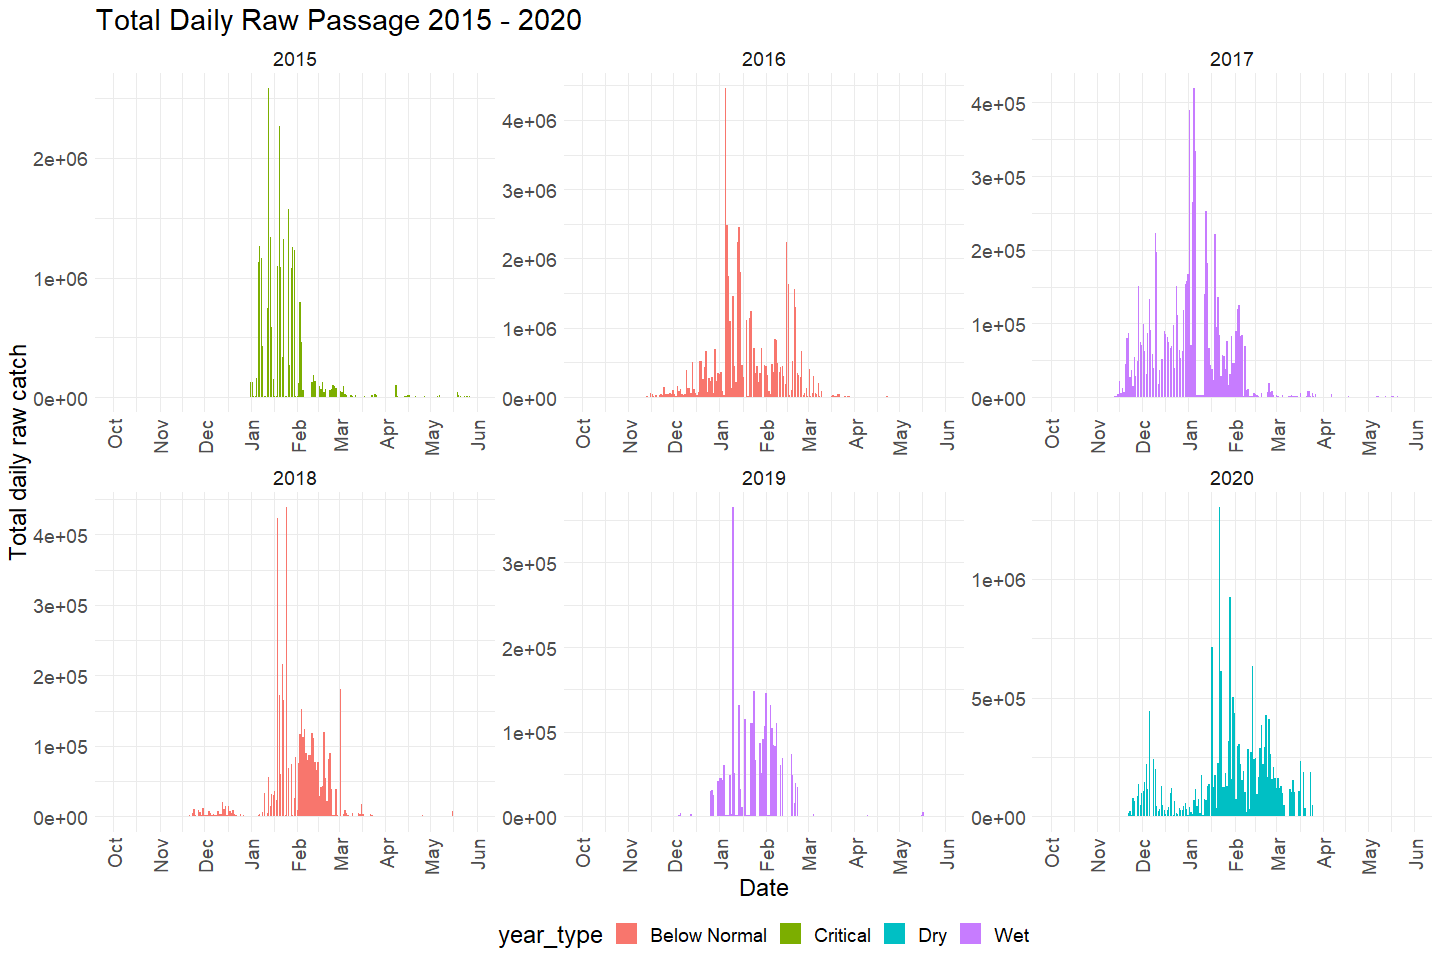 Total Daily Raw Passage 2015 - 2020
2015
2016
2017
2e+06
1e+06
0e+00
4e+06
3e+06
2e+06
1e+06
0e+00
4e+05
3e+05
2e+05
1e+05
0e+00
Oct Nov Dec Jan Feb Mar Apr May Jun
Oct Nov Dec Jan Feb Mar Apr May Jun
Oct Nov Dec Jan Feb Mar Apr May Jun
Total daily raw catch
2018
2019
2020
4e+05
3e+05
2e+05
1e+05
0e+00
3e+05
2e+05
1e+05
0e+00
1e+06
5e+05
0e+00
Oct Nov Dec Jan Feb Mar Apr May Jun
Oct Nov Dec Jan Feb Mar Apr May Jun
Oct Nov Dec Jan Feb Mar Apr May Jun
Date
year_type Below Normal Critical Dry Wet